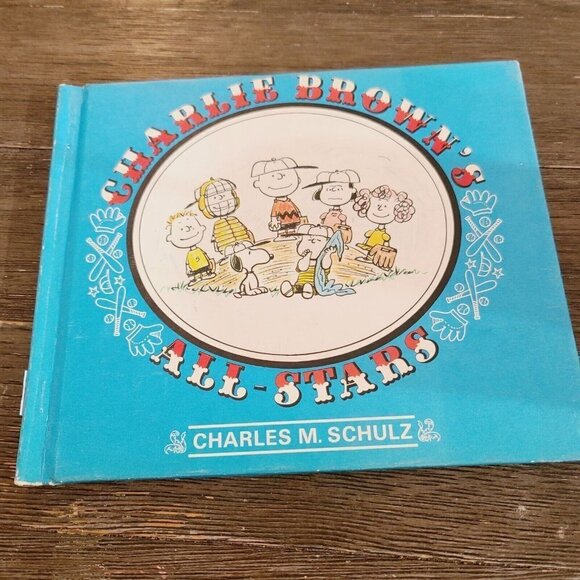 CHARLIE BROWN'S
ALL-STARS
CHARLES M. SCHULZ